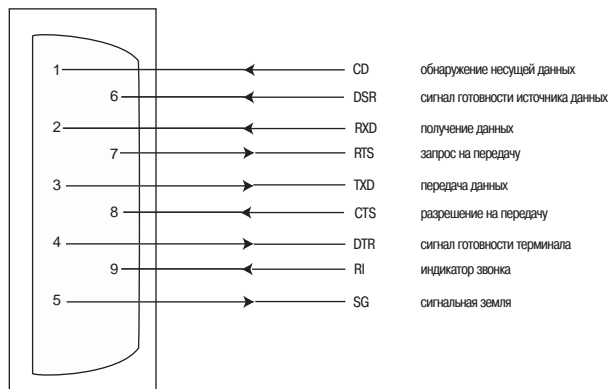 1 CD обнаружение несущей данных
6 DSR сигнал готовности источника данных
2 RXD получение данных
7 RTS запрос на передачу
3 TXD передача данных
8 CTS разрешение на передачу
4 DTR сигнал готовности терминала
9 RI индикатор звонка
5 SG сигнальная земля